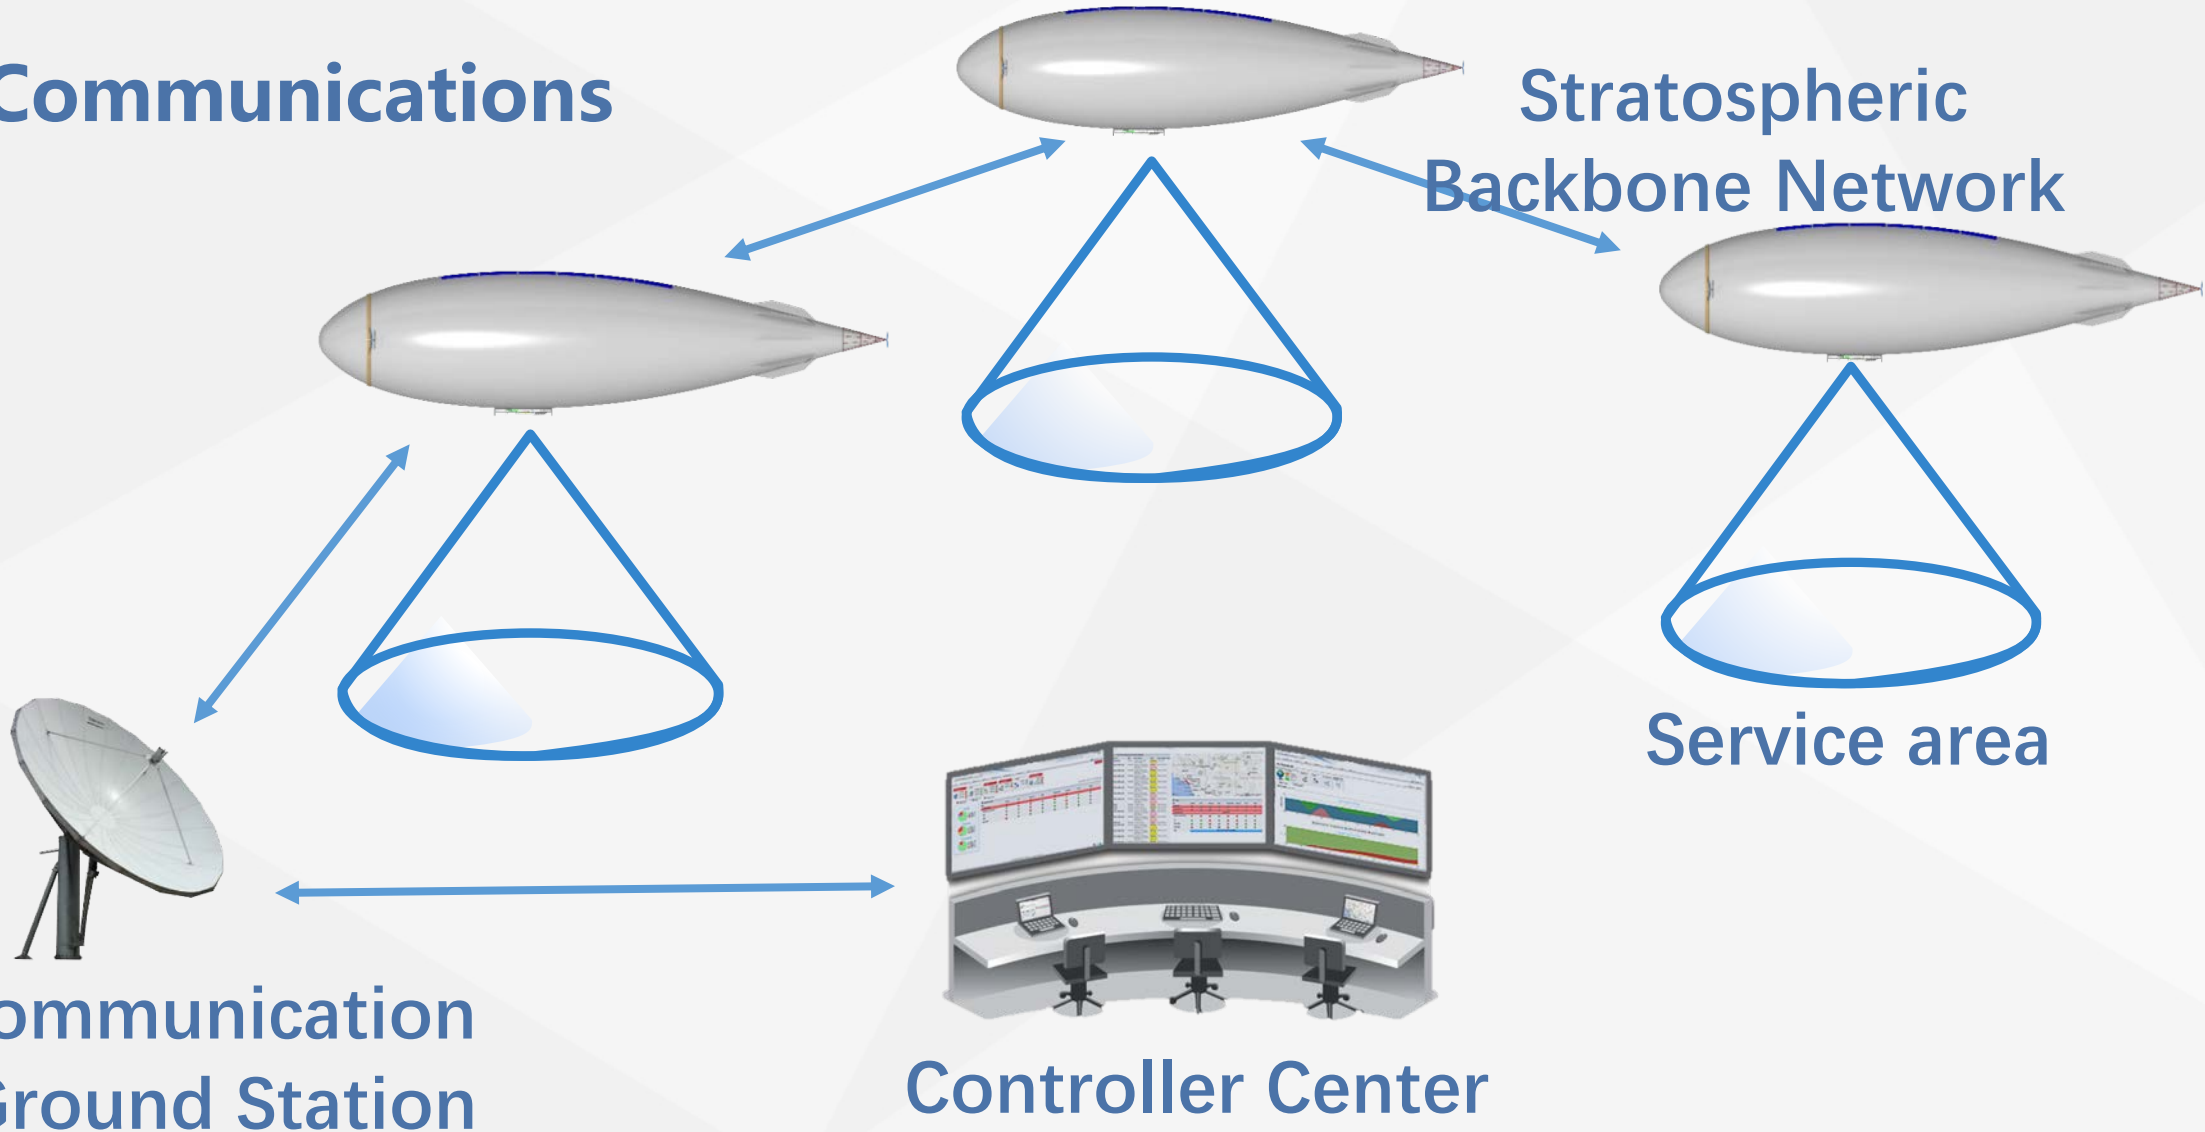 Communications
Stratospheric
Backbone Network
Service area
ommunication
Ground Station
Controller Center